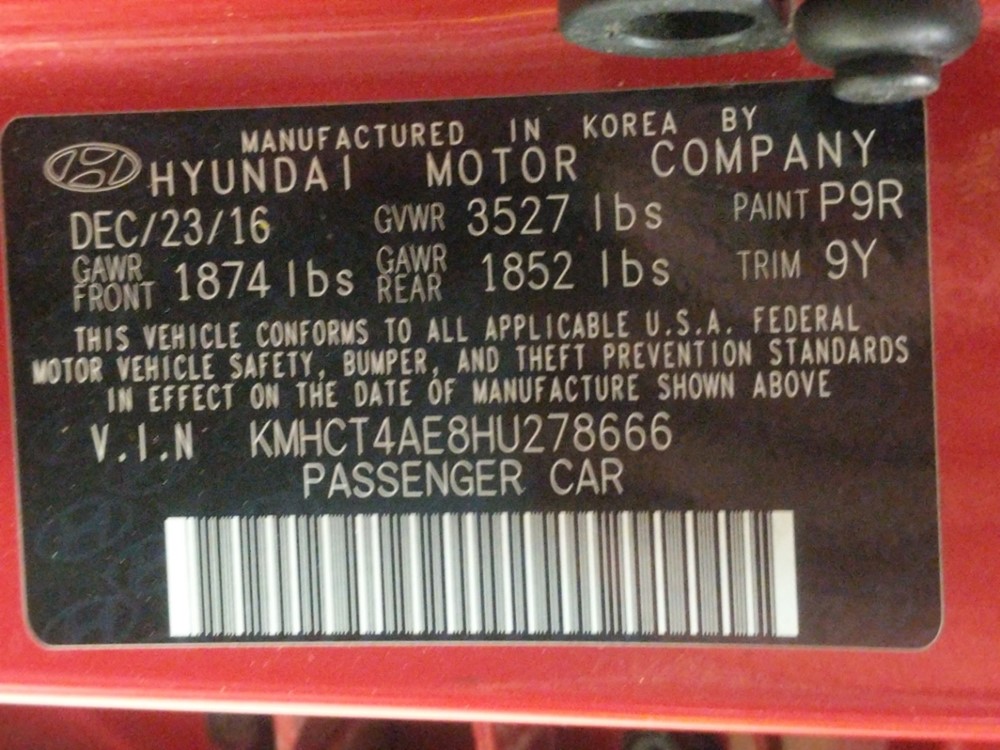 MANUFACTURED IN KOREA BY
HYUNDAI MOTOR COMPANY
DEC/23/16 GVWR 3527 lbs PAINT P9R
GAWR FRONT 1874 lbs GAWR REAR 1852 lbs TRIM 9Y
THIS VEHICLE CONFORMS TO ALL APPLICABLE U.S.A. FEDERAL
MOTOR VEHICLE SAFETY, BUMPER, AND THEFT PREVENTION STANDARDS
IN EFFECT ON THE DATE OF MANUFACTURE SHOWN ABOVE
V.I.N KMHCT4AE8HU278666
PASSENGER CAR